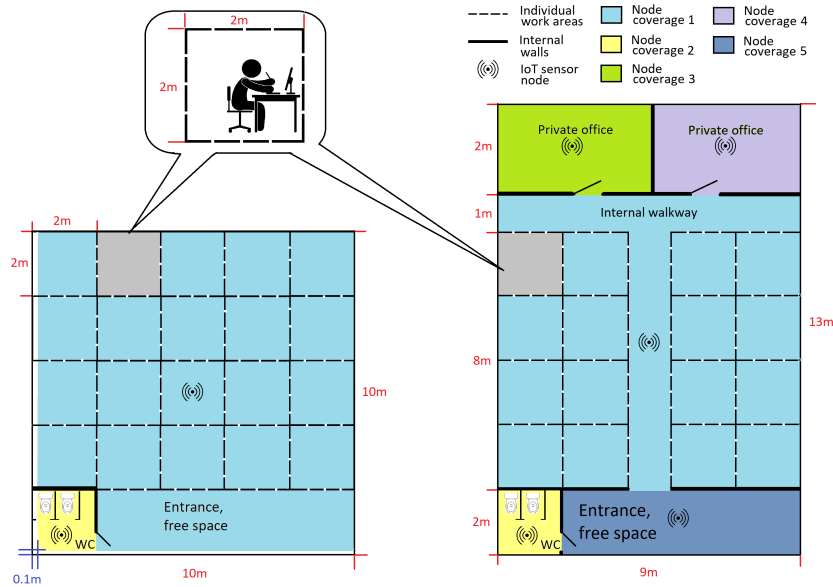 2m
2m
Individual
work areas
Internal
walls
IoT sensor
node
Node
coverage 1
Node
coverage 2
Node
coverage 3
Node
coverage 4
Node
coverage 5
2m
2m
10m
Entrance,
free space
WC
0.1m
10m
Private office
Private office
2m
1m
Internal walkway
13m
8m
2m
Entrance,
free space
WC
9m